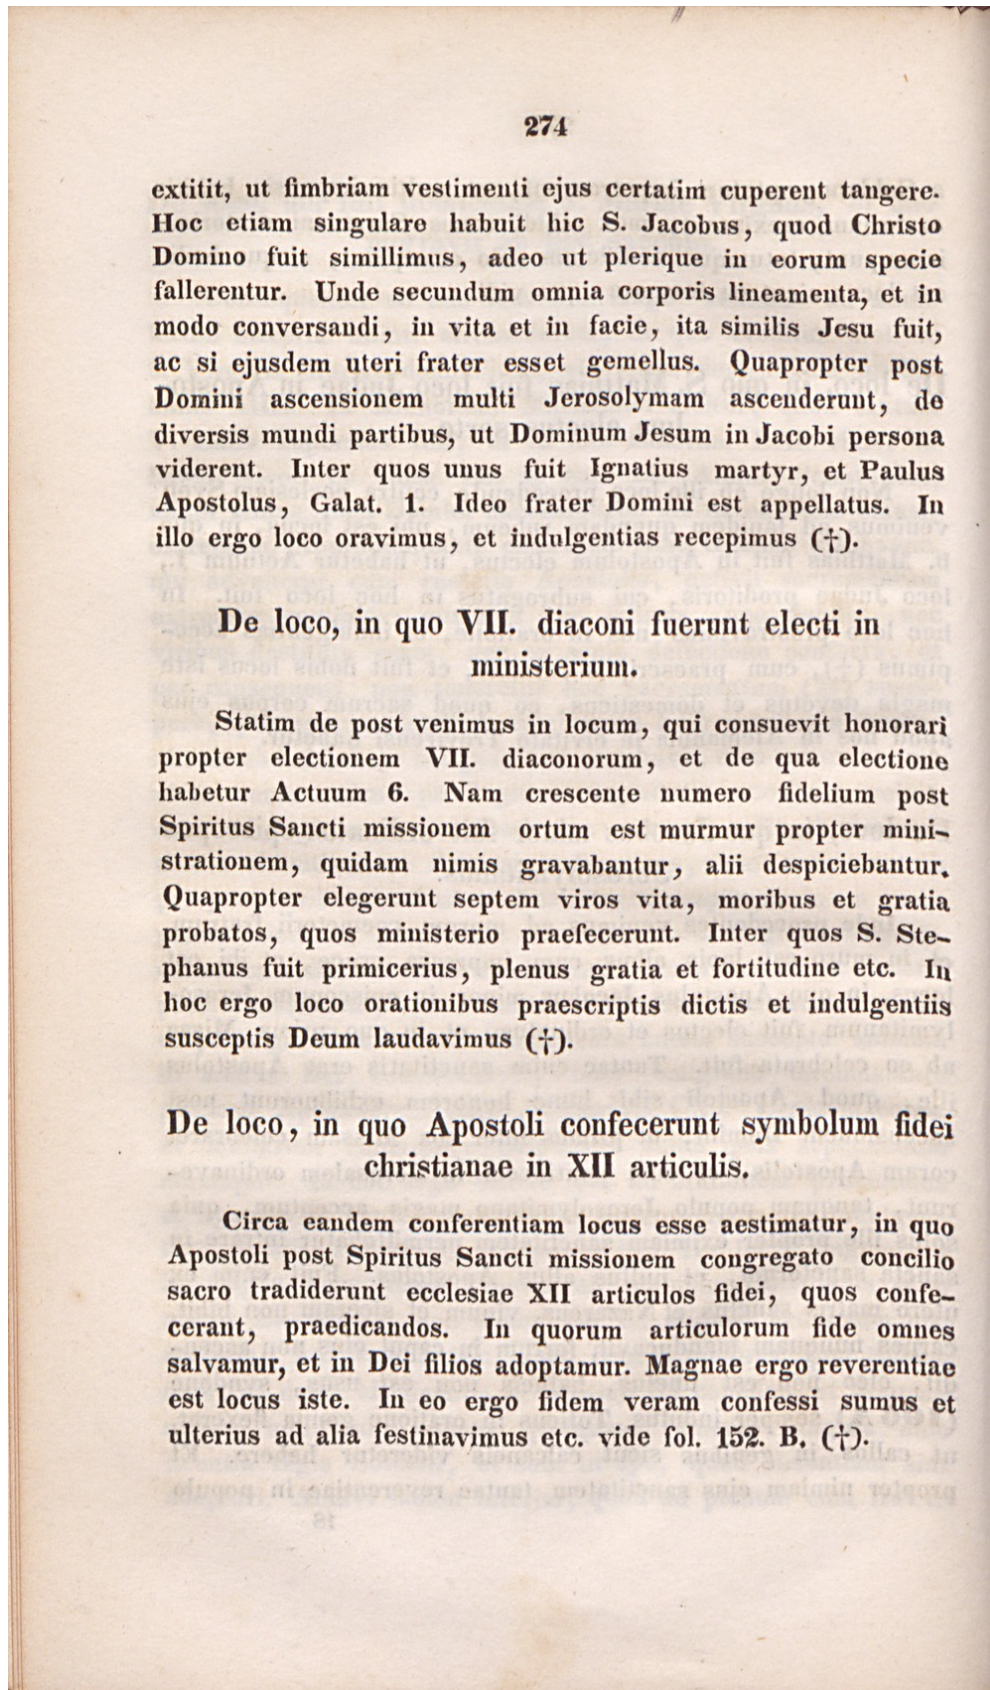 274
extitit, ut fimbriam vestimenti ejus certatim cuperent tangere.
Hoc etiam singulare habuit hic S. Jacobus, quod Christo
Domino fuit simillimus, adeo ut plerique in eorum specie
fallerentur. Unde secundum omnia corporis lineamenta, et in
modo conversandi, in vita et in facie, ita similis Jesu fuit,
ac si ejusdem uteri frater esset gemellus. Quapropter post
Domini ascensionem multi Jerosolymam ascenderunt, de
diversis mundi partibus, ut Dominum Jesum in Jacobi persona
viderent. Inter quos unus fuit Ignatius martyr, et Paulus
Apostolus, Galat. 1. Ideo frater Domini est appellatus. In
illo ergo loco oravimus, et indulgentias recepimus (†).
De loco, in quo VII. diaconi fuerunt electi in
ministerium.
Statim de post venimus in locum, qui consuevit honorari
propter electionem VII. diaconorum, et de qua electione
habetur Actuum 6. Nam crescente numero fidelium post
Spiritus Sancti missionem ortum est murmur propter mini-
strationem, quidam nimis gravabantur, alii despiciebantur.
Quapropter elegerunt septem viros vita, moribus et gratia
probatos, quos ministerio praefecerunt. Inter quos S. Ste-
phanus fuit primicerius, plenus gratia et fortitudine etc. In
hoc ergo loco orationibus praescriptis dictis et indulgentiis
susceptis Deum laudavimus (†).
De loco, in quo Apostoli confecerunt symbolum fidei
christianae in XII articulis.
Circa eandem conferentiam locus esse aestimatur, in quo
Apostoli post Spiritus Sancti missionem congregato concilio
sacro tradiderunt ecclesiae XII articulos fidei, quos confe-
cerant, praedicandos. In quorum articulorum fide omnes
salvamur, et in Dei filios adoptamur. Magnae ergo reverentiae
est locus iste. In eo ergo fidem veram confessi sumus et
ulterius ad alia festinavimus etc. vide fol. 152. B. (†).